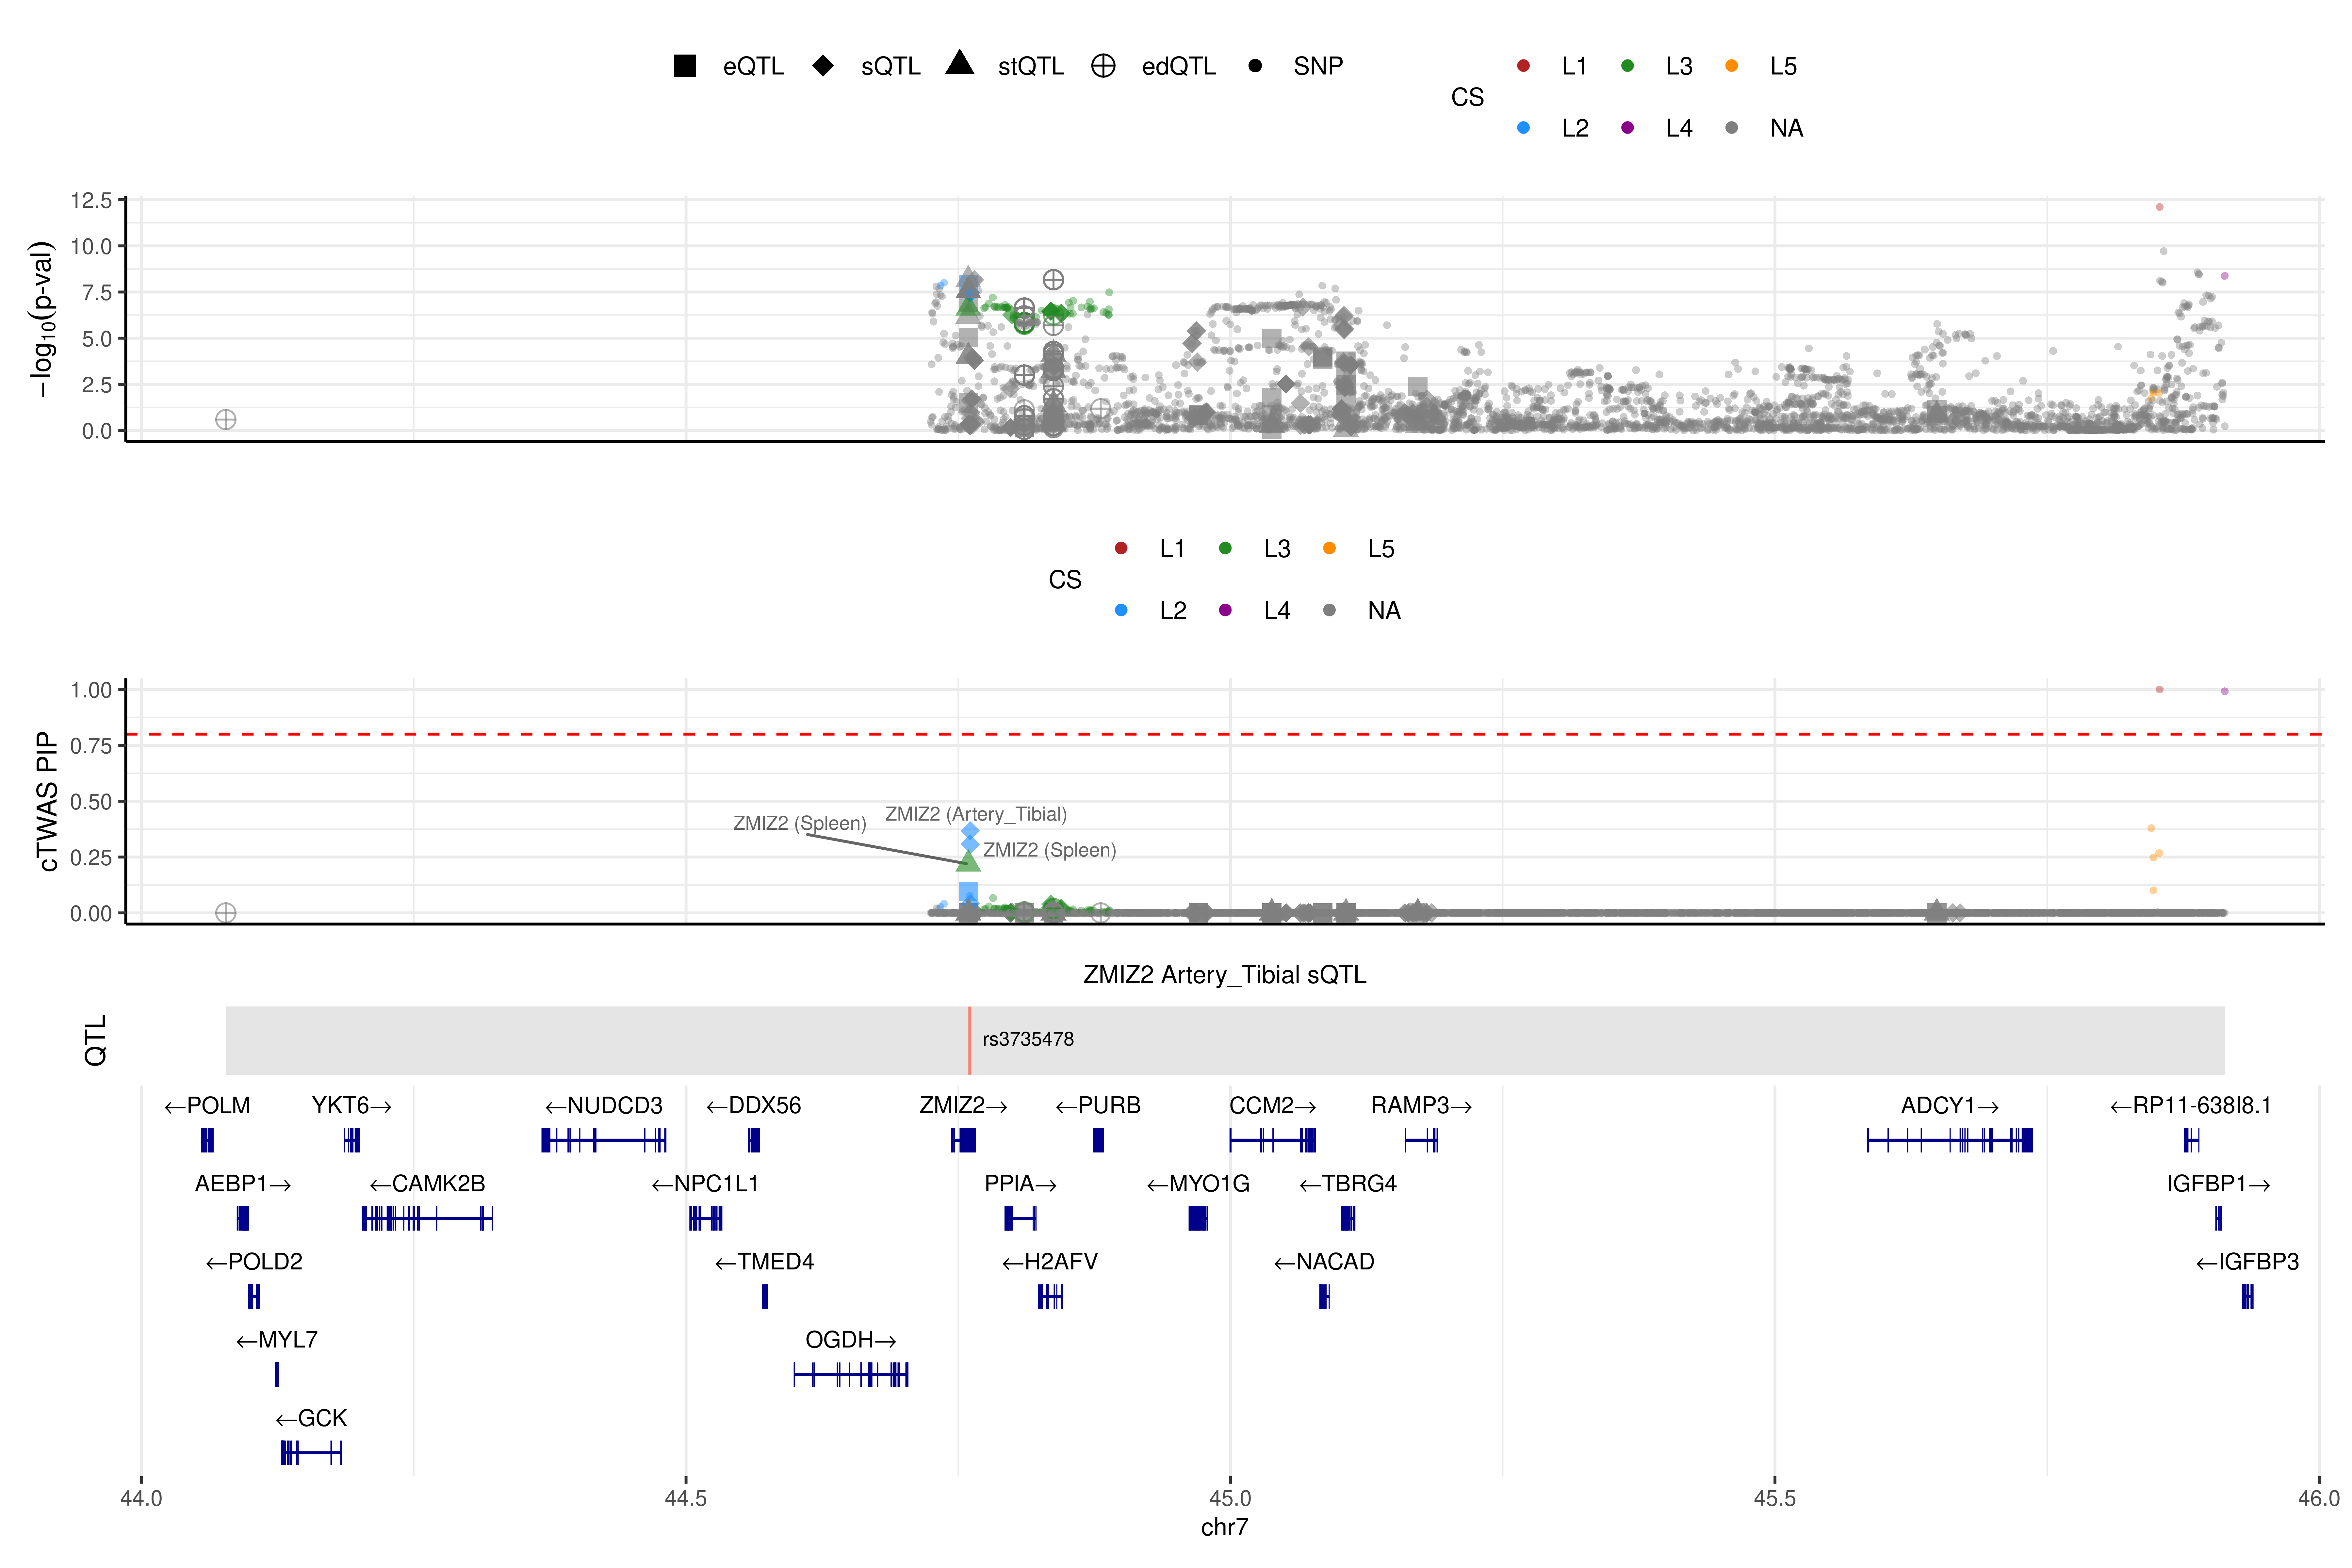 eQTL sQTL stQTL edQTL SNP
CS
L1 L3 L5
L2 L4 NA
−log10(p-val)
12.5
10.0
7.5
5.0
2.5
0.0
CS
L1 L3 L5
L2 L4 NA
cTWAS PIP
1.00
0.75
0.50
0.25
0.00
ZMIZ2 (Artery_Tibial)
ZMIZ2 (Spleen)
ZMIZ2 (Spleen)
ZMIZ2 Artery_Tibial sQTL
QTL
rs3735478
←POLM YKT6→ ←NUDCD3 ←DDX56 ZMIZ2→ ←PURB CCM2→ RAMP3→ ADCY1→ ←RP11-638I8.1
AEBP1→ ←CAMK2B ←NPC1L1 PPIA→ ←MYO1G ←TBRG4 IGFBP1→
←POLD2 ←TMED4 ←H2AFV ←NACAD ←IGFBP3
←MYL7 OGDH→
←GCK
44.0 44.5 45.0 45.5 46.0
chr7